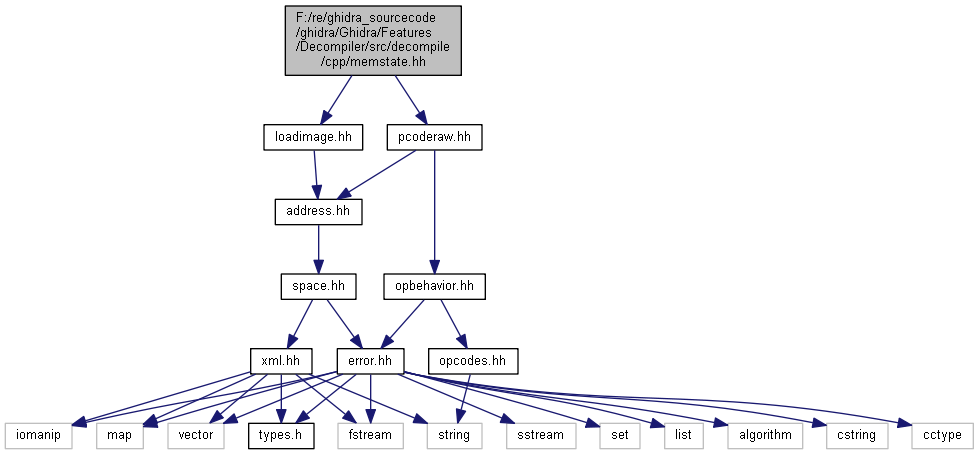 F:/re/ghidra_sourcecode
/ghidra/Ghidra/Features
/Decompiler/src/decompile
/cpp/memstate.hh
loadimage.hh
pcoderaw.hh
address.hh
space.hh
opbehavior.hh
xml.hh
error.hh
opcodes.hh
iomanip
map
vector
types.h
fstream
string
sstream
set
list
algorithm
cstring
cctype